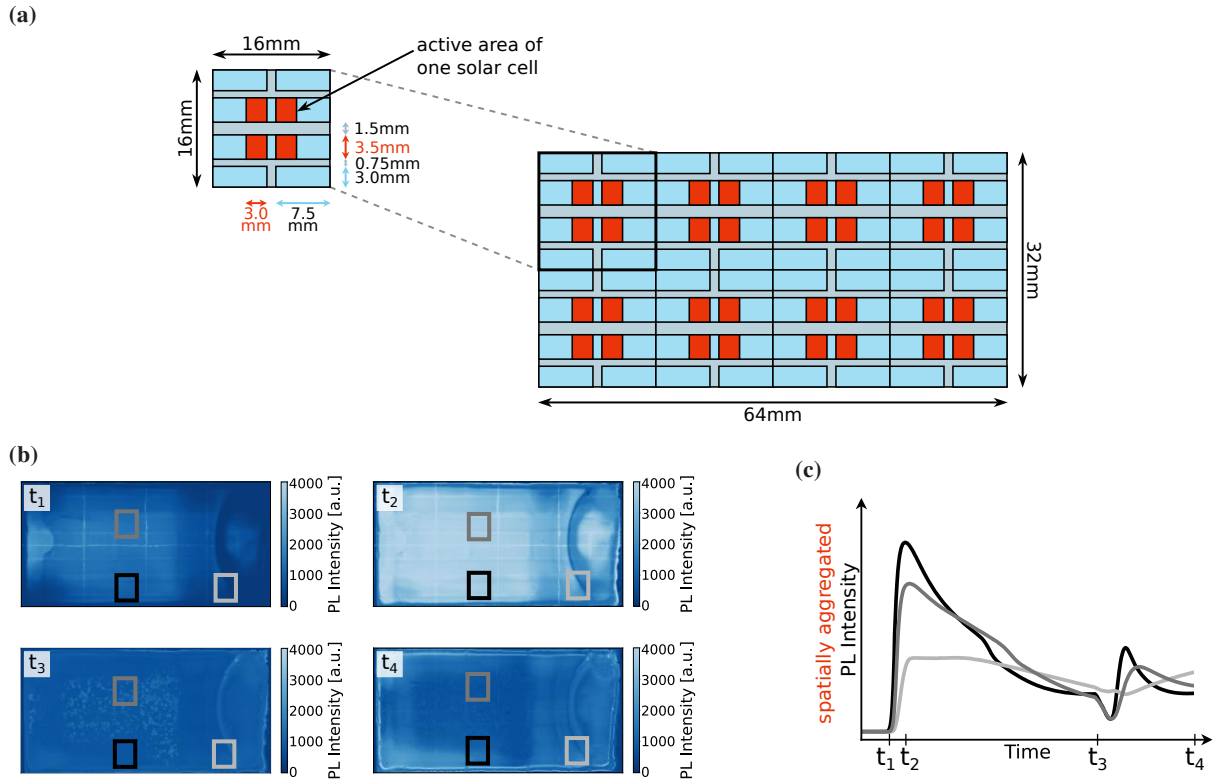 (a)
16mm
active area of
one solar cell
16mm
1.5mm
3.5mm
0.75mm
3.0mm
3.0
mm
7.5
mm
32mm
64mm
(b)
t1
4000
3000
2000
1000
0
PL Intensity [a.u.]
t2
4000
3000
2000
1000
0
PL Intensity [a.u.]
t3
4000
3000
2000
1000
0
PL Intensity [a.u.]
t4
4000
3000
2000
1000
0
PL Intensity [a.u.]
(c)
spatially aggregated
PL Intensity
t1
t2
Time
t3
t4